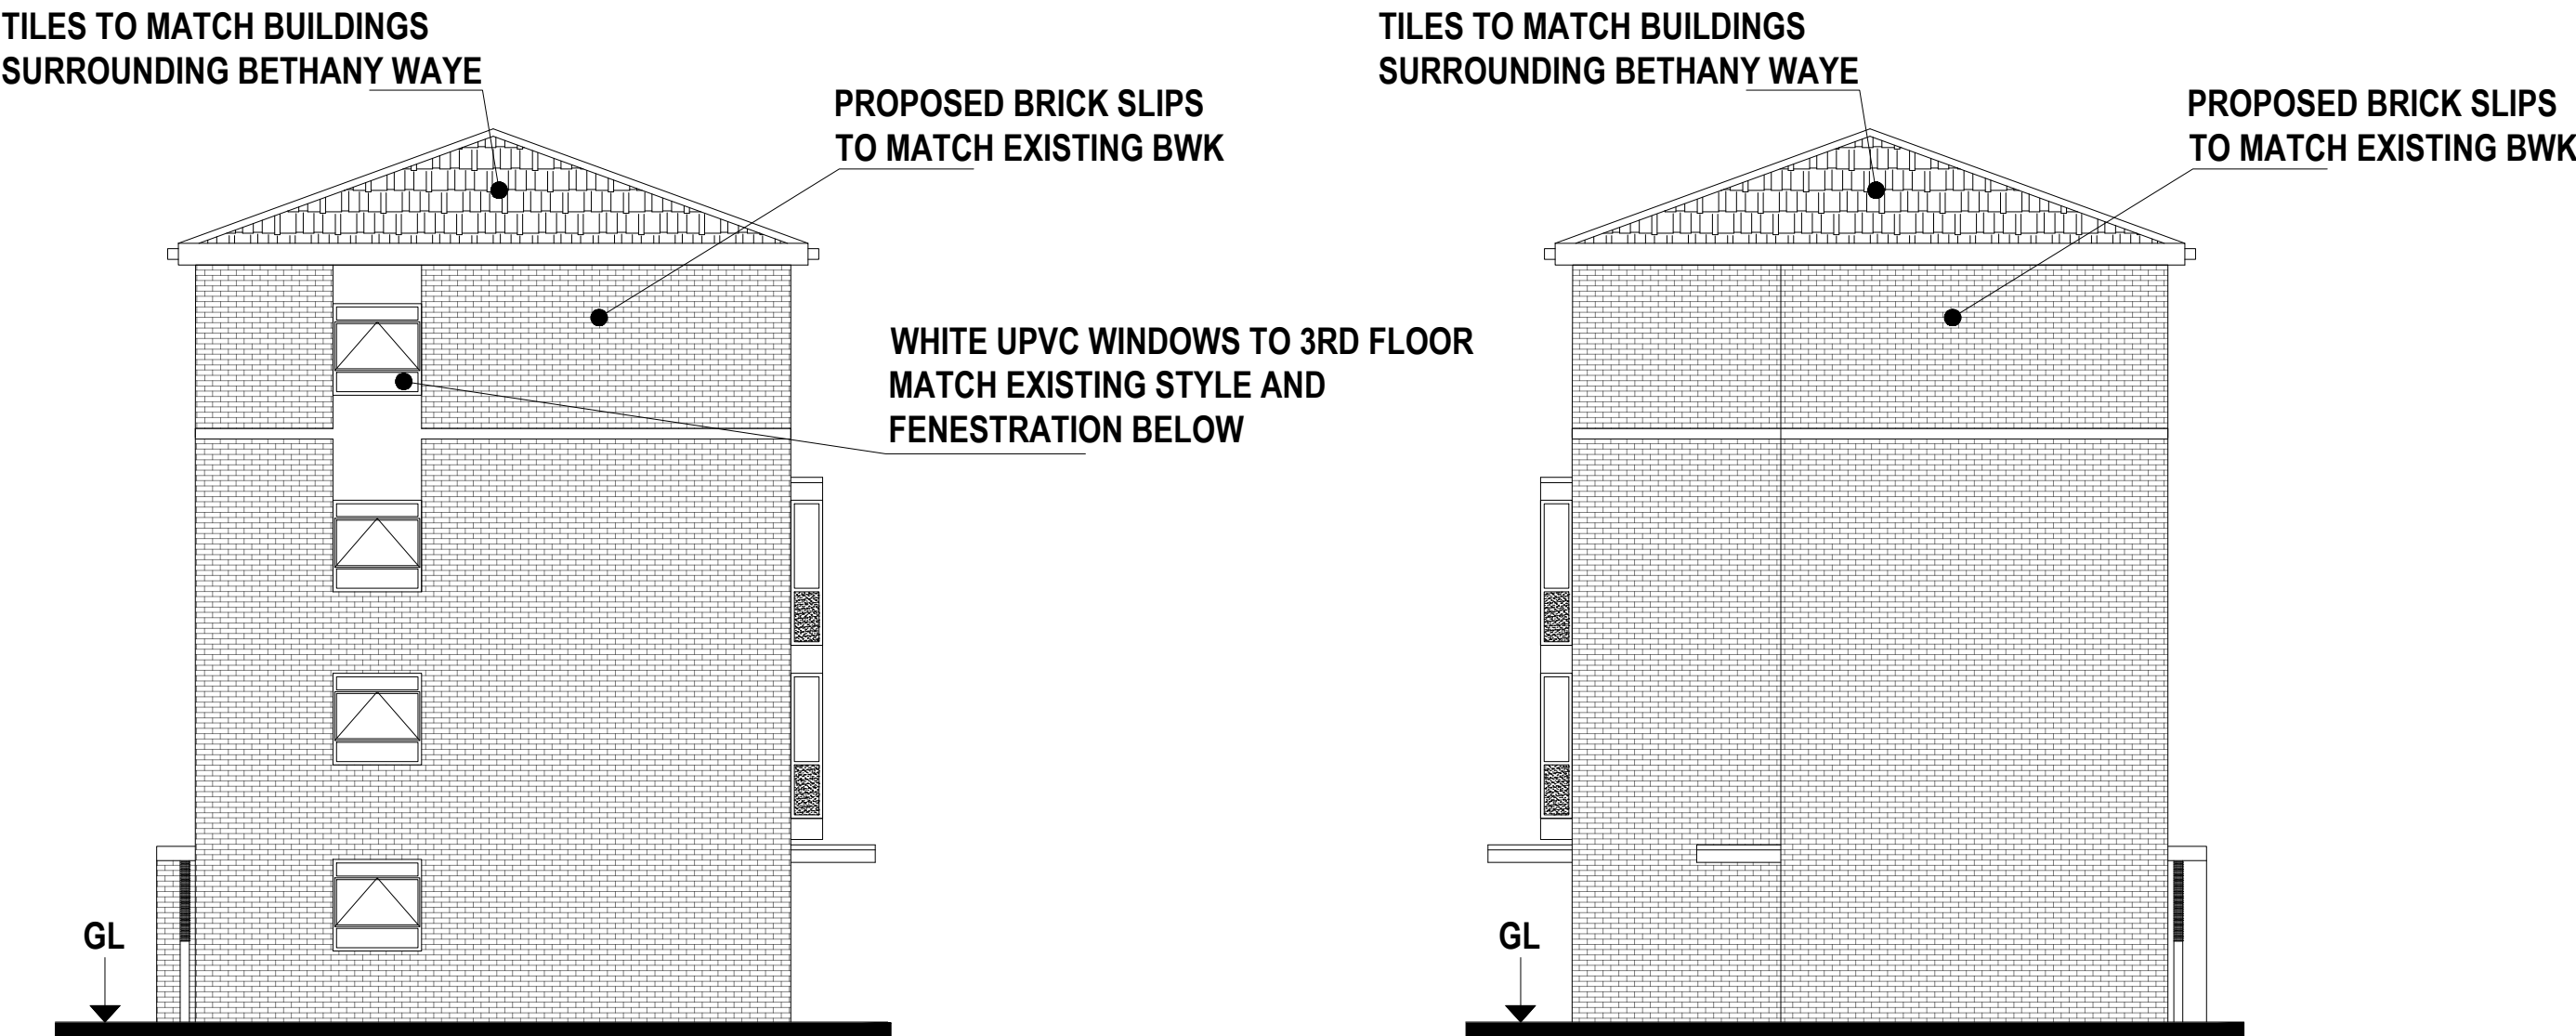 TILES TO MATCH BUILDINGS
SURROUNDING BETHANY WAYE
PROPOSED BRICK SLIPS
TO MATCH EXISTING BWK
WHITE UPVC WINDOWS TO 3RD FLOOR
MATCH EXISTING STYLE AND
FENESTRATION BELOW
GL
TILES TO MATCH BUILDINGS
SURROUNDING BETHANY WAYE
PROPOSED BRICK SLIPS
TO MATCH EXISTING BWK
GL